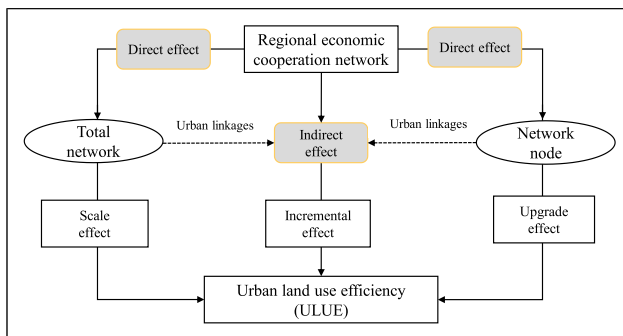 Direct effect
Regional economic
cooperation network
Direct effect
Total
network
Urban linkages
Indirect
effect
Urban linkages
Network
node
Scale
effect
Incremental
effect
Upgrade
effect
Urban land use efficiency
(ULUE)